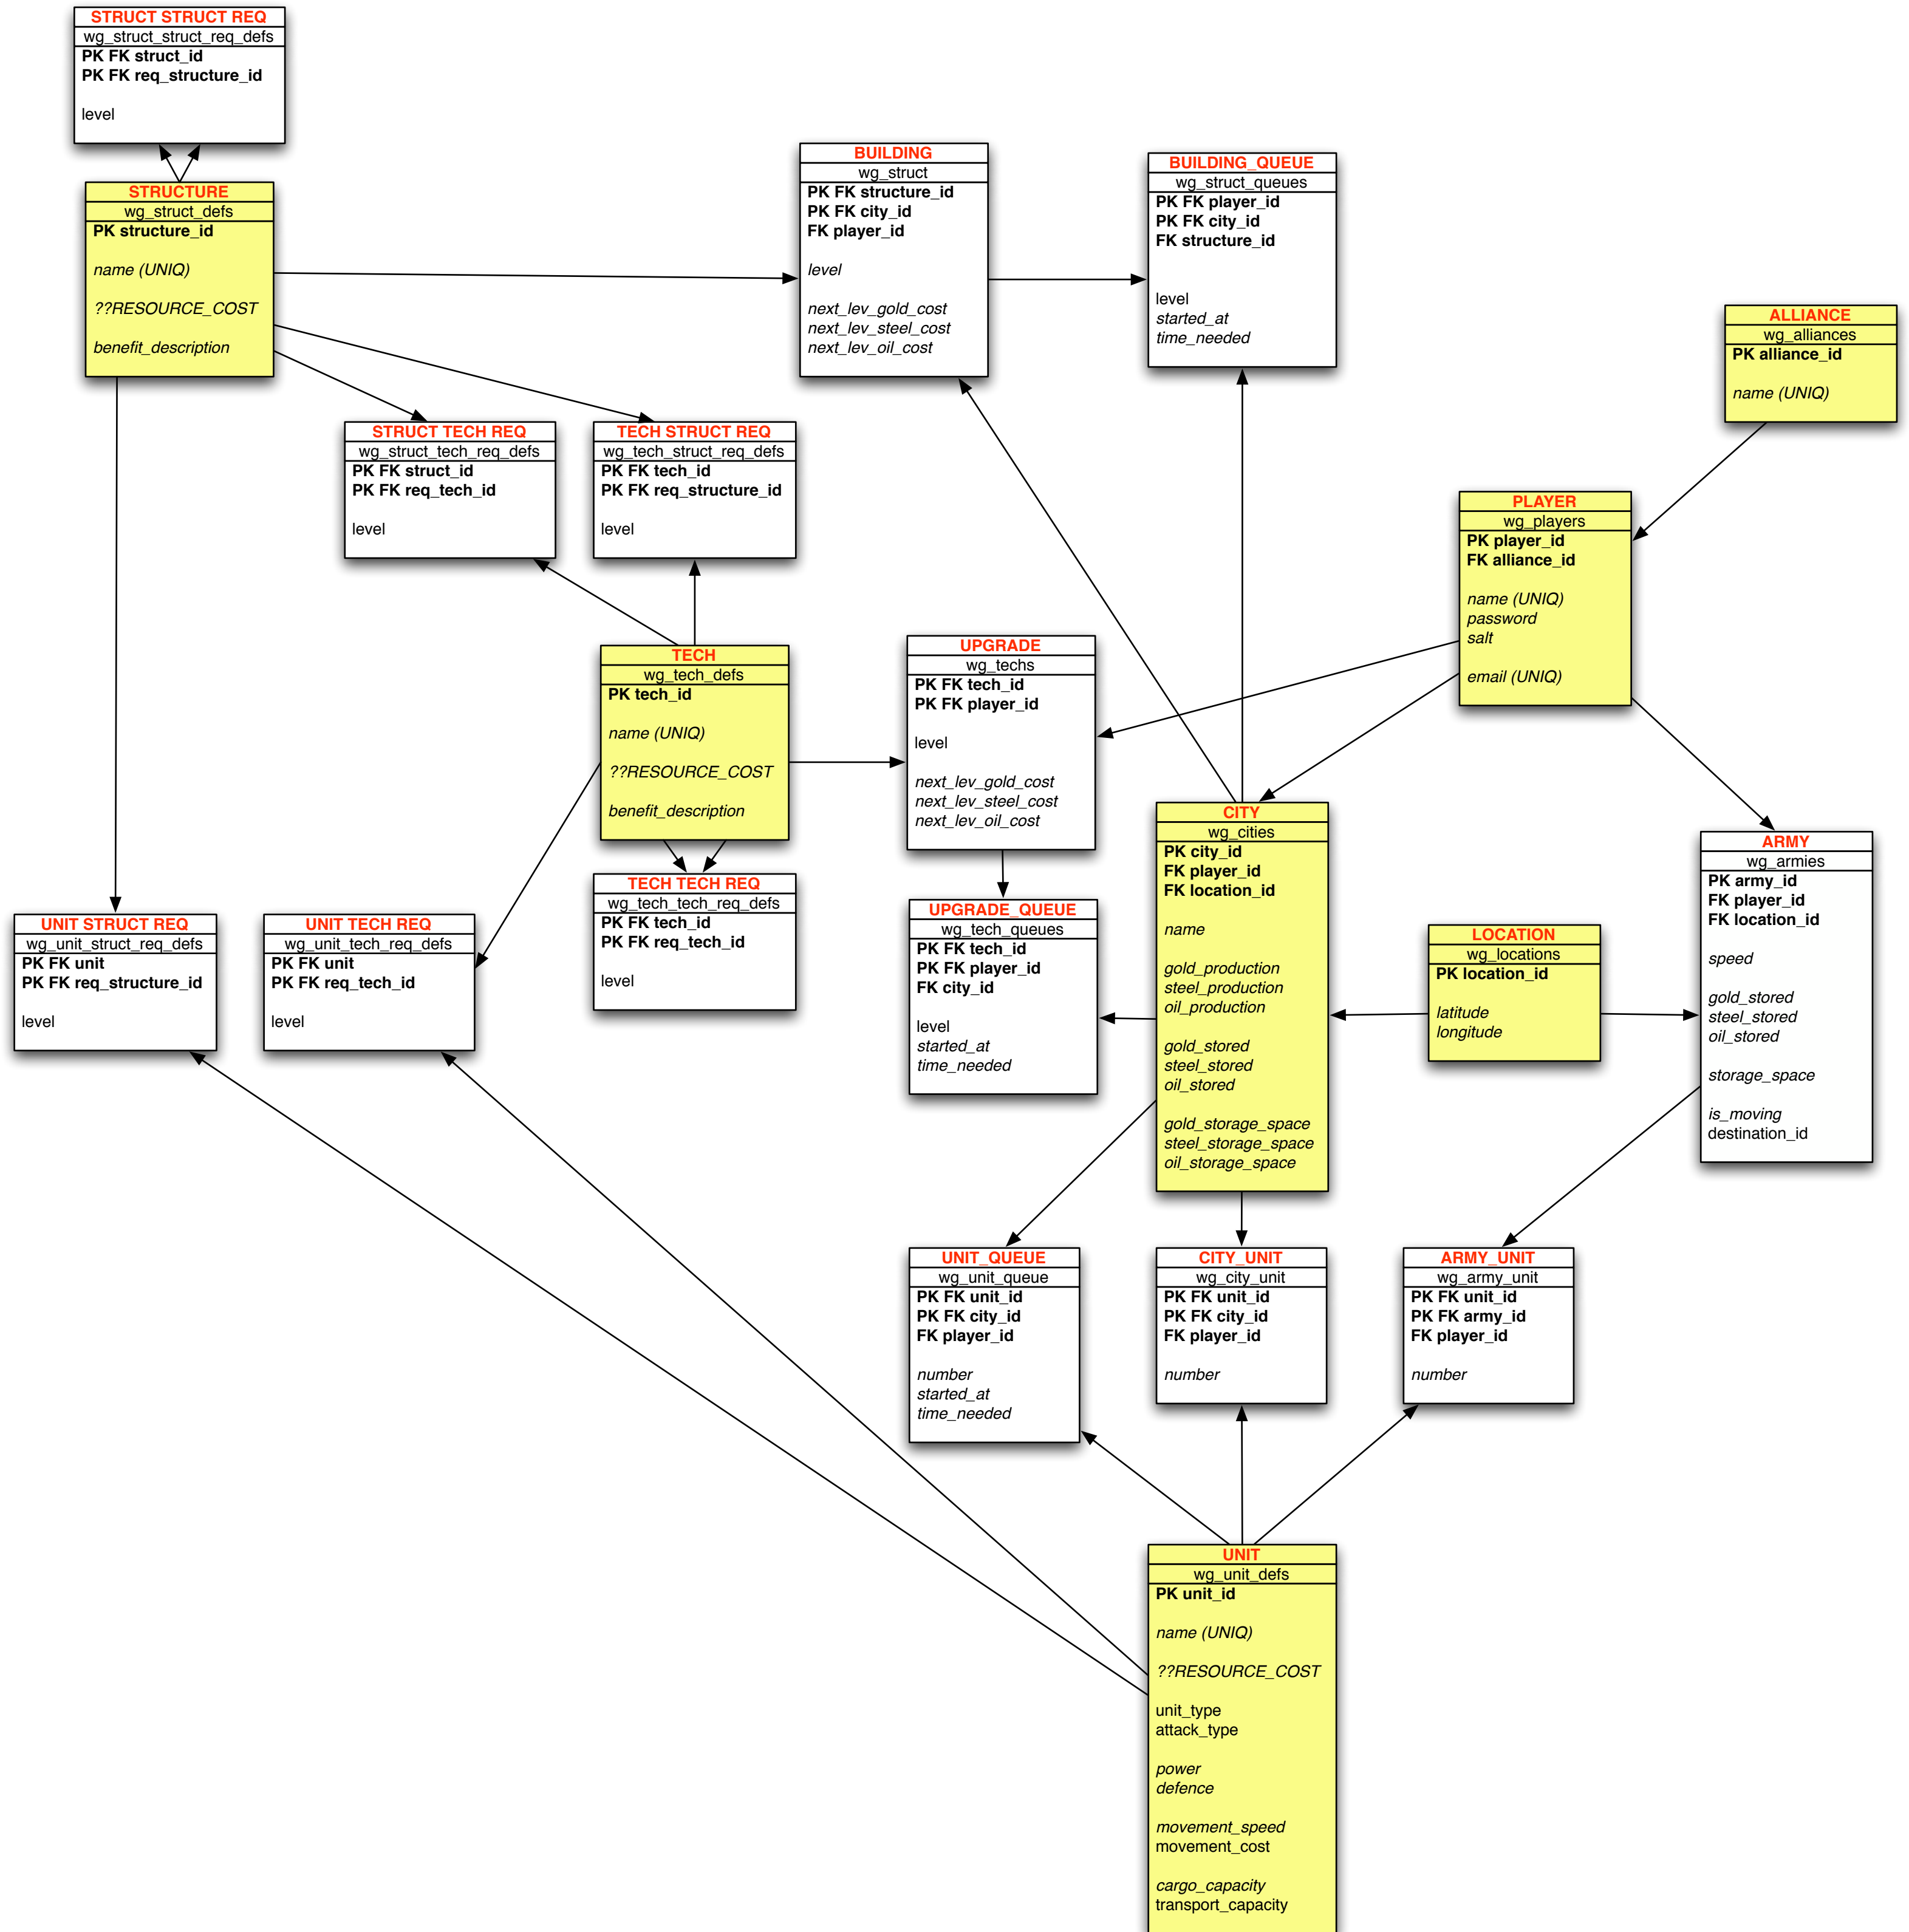 STRUCT STRUCT REQ
wg_struct_struct_req_defs
PK FK struct_id
PK FK req_structure_id
level
STRUCTURE
wg_struct_defs
PK structure_id
name (UNIQ)
??RESOURCE_COST
benefit_description
BUILDING
wg_struct
PK FK structure_id
PK FK city_id
FK player_id
level
next_lev_gold_cost
next_lev_steel_cost
next_lev_oil_cost
BUILDING_QUEUE
wg_struct_queues
PK FK player_id
PK FK city_id
FK structure_id
level
started_at
time_needed
ALLIANCE
wg_alliances
PK alliance_id
name (UNIQ)
STRUCT TECH REQ
wg_struct_tech_req_defs
PK FK struct_id
PK FK req_tech_id
level
TECH STRUCT REQ
wg_tech_struct_req_defs
PK FK tech_id
PK FK req_structure_id
level
PLAYER
wg_players
PK player_id
FK alliance_id
name (UNIQ)
password
salt
email (UNIQ)
TECH
wg_tech_defs
PK tech_id
name (UNIQ)
??RESOURCE_COST
benefit_description
UPGRADE
wg_techs
PK FK tech_id
PK FK player_id
level
next_lev_gold_cost
next_lev_steel_cost
next_lev_oil_cost
CITY
wg_cities
PK city_id
FK player_id
FK location_id
name
gold_production
steel_production
oil_production
gold_stored
steel_stored
oil_stored
gold_storage_space
steel_storage_space
oil_storage_space
ARMY
wg_armies
PK army_id
FK player_id
FK location_id
speed
gold_stored
steel_stored
oil_stored
storage_space
is_moving
destination_id
TECH TECH REQ
wg_tech_tech_req_defs
PK FK tech_id
PK FK req_tech_id
level
UPGRADE_QUEUE
wg_tech_queues
PK FK tech_id
PK FK player_id
FK city_id
level
started_at
time_needed
LOCATION
wg_locations
PK location_id
latitude
longitude
UNIT STRUCT REQ
wg_unit_struct_req_defs
PK FK unit
PK FK req_structure_id
level
UNIT TECH REQ
wg_unit_tech_req_defs
PK FK unit
PK FK req_tech_id
level
UNIT_QUEUE
wg_unit_queue
PK FK unit_id
PK FK city_id
FK player_id
number
started_at
time_needed
CITY_UNIT
wg_city_unit
PK FK unit_id
PK FK city_id
FK player_id
number
ARMY_UNIT
wg_army_unit
PK FK unit_id
PK FK army_id
FK player_id
number
UNIT
wg_unit_defs
PK unit_id
name (UNIQ)
??RESOURCE_COST
unit_type
attack_type
power
defence
movement_speed
movement_cost
cargo_capacity
transport_capacity